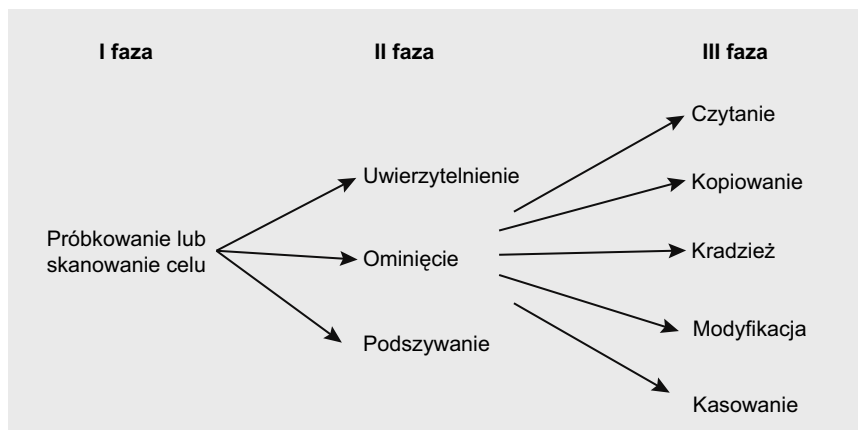 I faza
II faza
III faza
Próbkowanie lub
skanowanie celu
Uwierzytelnienie
Ominięcie
Podszywanie
Czytanie
Kopiowanie
Kradzież
Modyfikacja
Kasowanie